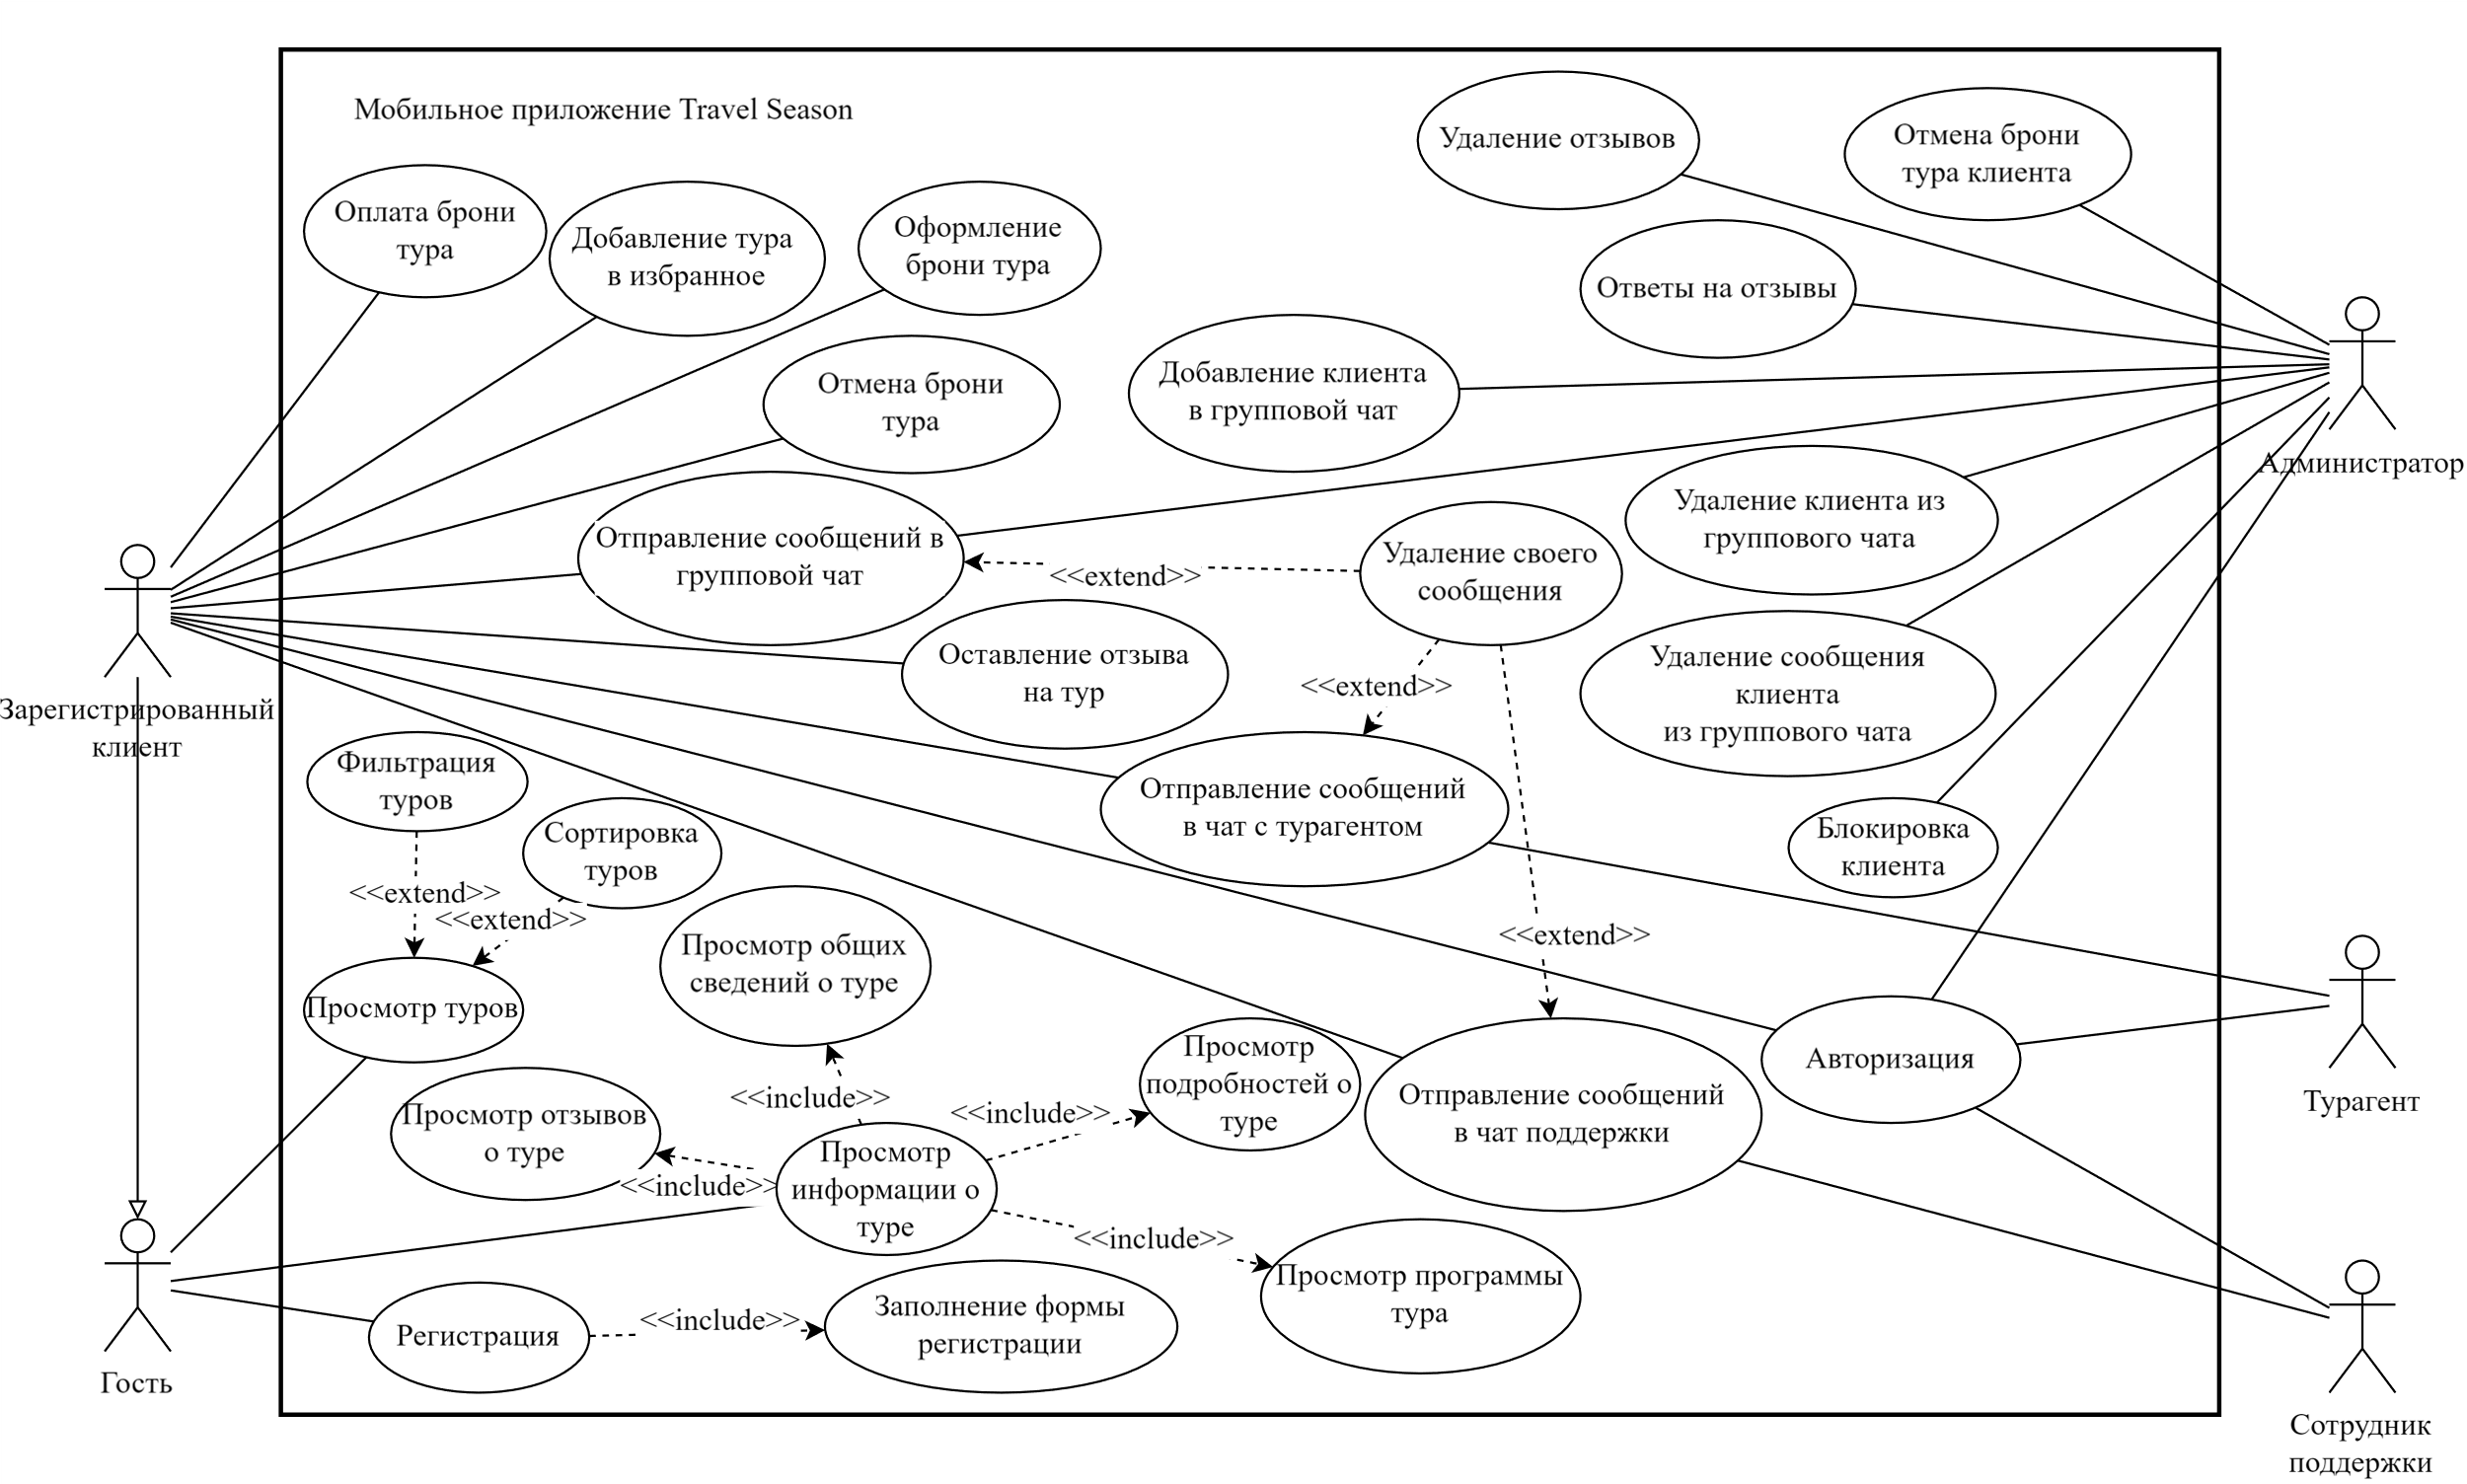 Мобильное приложение Travel Season
Удаление отзывов
Отмена брони
тура клиента
Оплата брони
тура
Добавление тура
в избранное
Оформление
брони тура
Ответы на отзывы
Отмена брони
тура
Добавление клиента
в групповой чат
Администратор
Отправление сообщений в
групповой чат
<<extend>>
Удаление своего
сообщения
Удаление клиента из
группового чата
Зарегистрированный
клиент
Оставление отзыва
на тур
<<extend>>
Удаление сообщения
клиента
из группового чата
Фильтрация
туров
Сортировка
туров
Отправление сообщений
в чат с турагентом
Блокировка
клиента
<<extend>>
<<extend>>
<<extend>>
Просмотр туров
Просмотр общих
сведений о туре
Просмотр
подробностей о
туре
Авторизация
Турагент
Просмотр отзывов
о туре
<<include>>
<<include>>
Отправление сообщений
в чат поддержки
<<include>>
Просмотр
информации о
туре
<<include>>
Просмотр программы
тура
Регистрация
<<include>>
Заполнение формы
регистрации
Гость
Сотрудник
поддержки